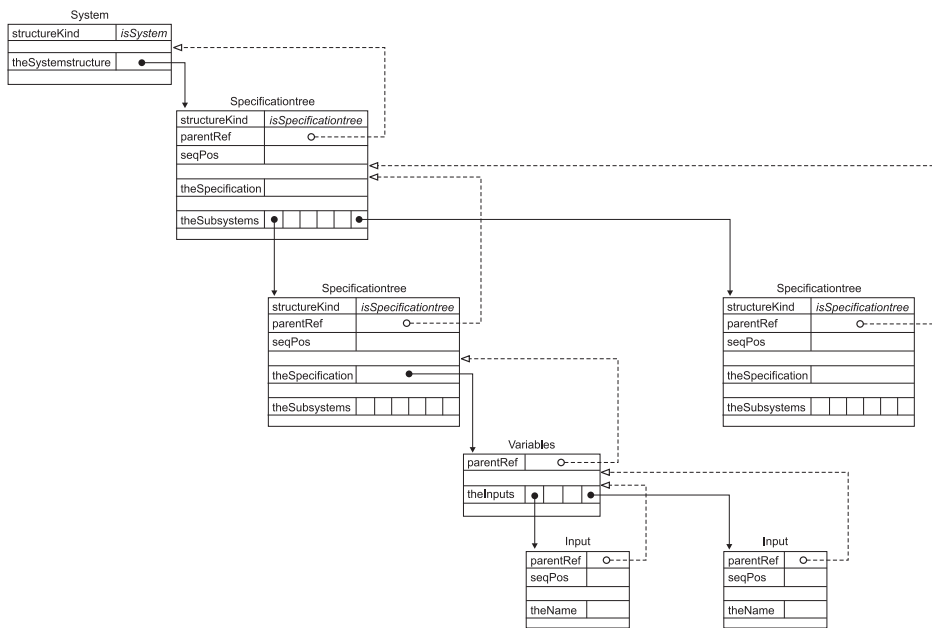 System
structureKind isSystem
theSystemstructure
Specificationtree
structureKind isSpecificationtree
parentRef
seqPos
theSpecification
theSubsystems
Specificationtree
structureKind isSpecificationtree
parentRef
seqPos
theSpecification
theSubsystems
Specificationtree
structureKind isSpecificationtree
parentRef
seqPos
theSpecification
theSubsystems
Variables
parentRef
theInputs
Input
parentRef
seqPos
theName
Input
parentRef
seqPos
theName